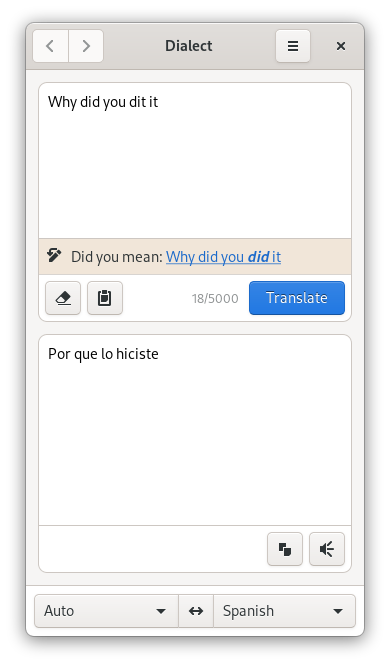 Dialect
Why did you dit it
Did you mean: Why did you did it
18/5000
Translate
Por que lo hiciste
Auto
Spanish